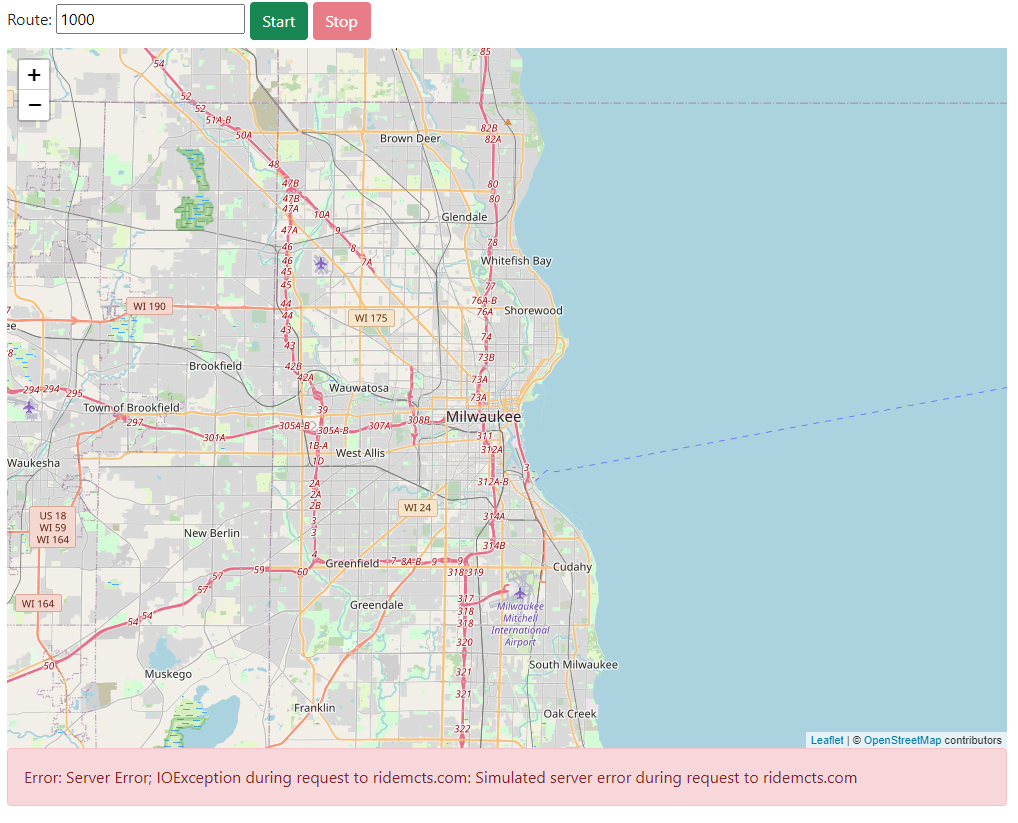 Route: 1000 Start Stop
+
−
85
54
52
52
51A-B
50A
82B
82A
Brown Deer
48
47B
47B
47A
80
80
10A
Glendale
47A
9
78
8
46
7A
45
Whitefish Bay
45
77
44
76A-B
WI 190
44
76A
Shorewood
7
WI 175
44
ee
43
74
43
8
73B
42B
Brookfield
42A
73A
294 294 295
Wauwatosa
73A
Town of Brookfield
39
Milwaukee
297
308B
301A
305A-B
305A-B
307A
311
1B-A
312A
West Allis
1D
Waukesha
3
2A
312A-B
2A
2B
WI 24
US 18
WI 59
WI 164
3
314A
3
New Berlin
314B
4
Greenfield
7
8A-B
9
9
59
60
318
319
Cudahy
57
57
317
WI 164
Greendale
318
Milwaukee
Mitchell
International
Airport
54
54
318
320
50
South Milwaukee
321
Muskego
321
Franklin
Oak Creek
322
Leaflet | © OpenStreetMap contributors
Error: Server Error; IOException during request to ridemcts.com: Simulated server error during request to ridemcts.com